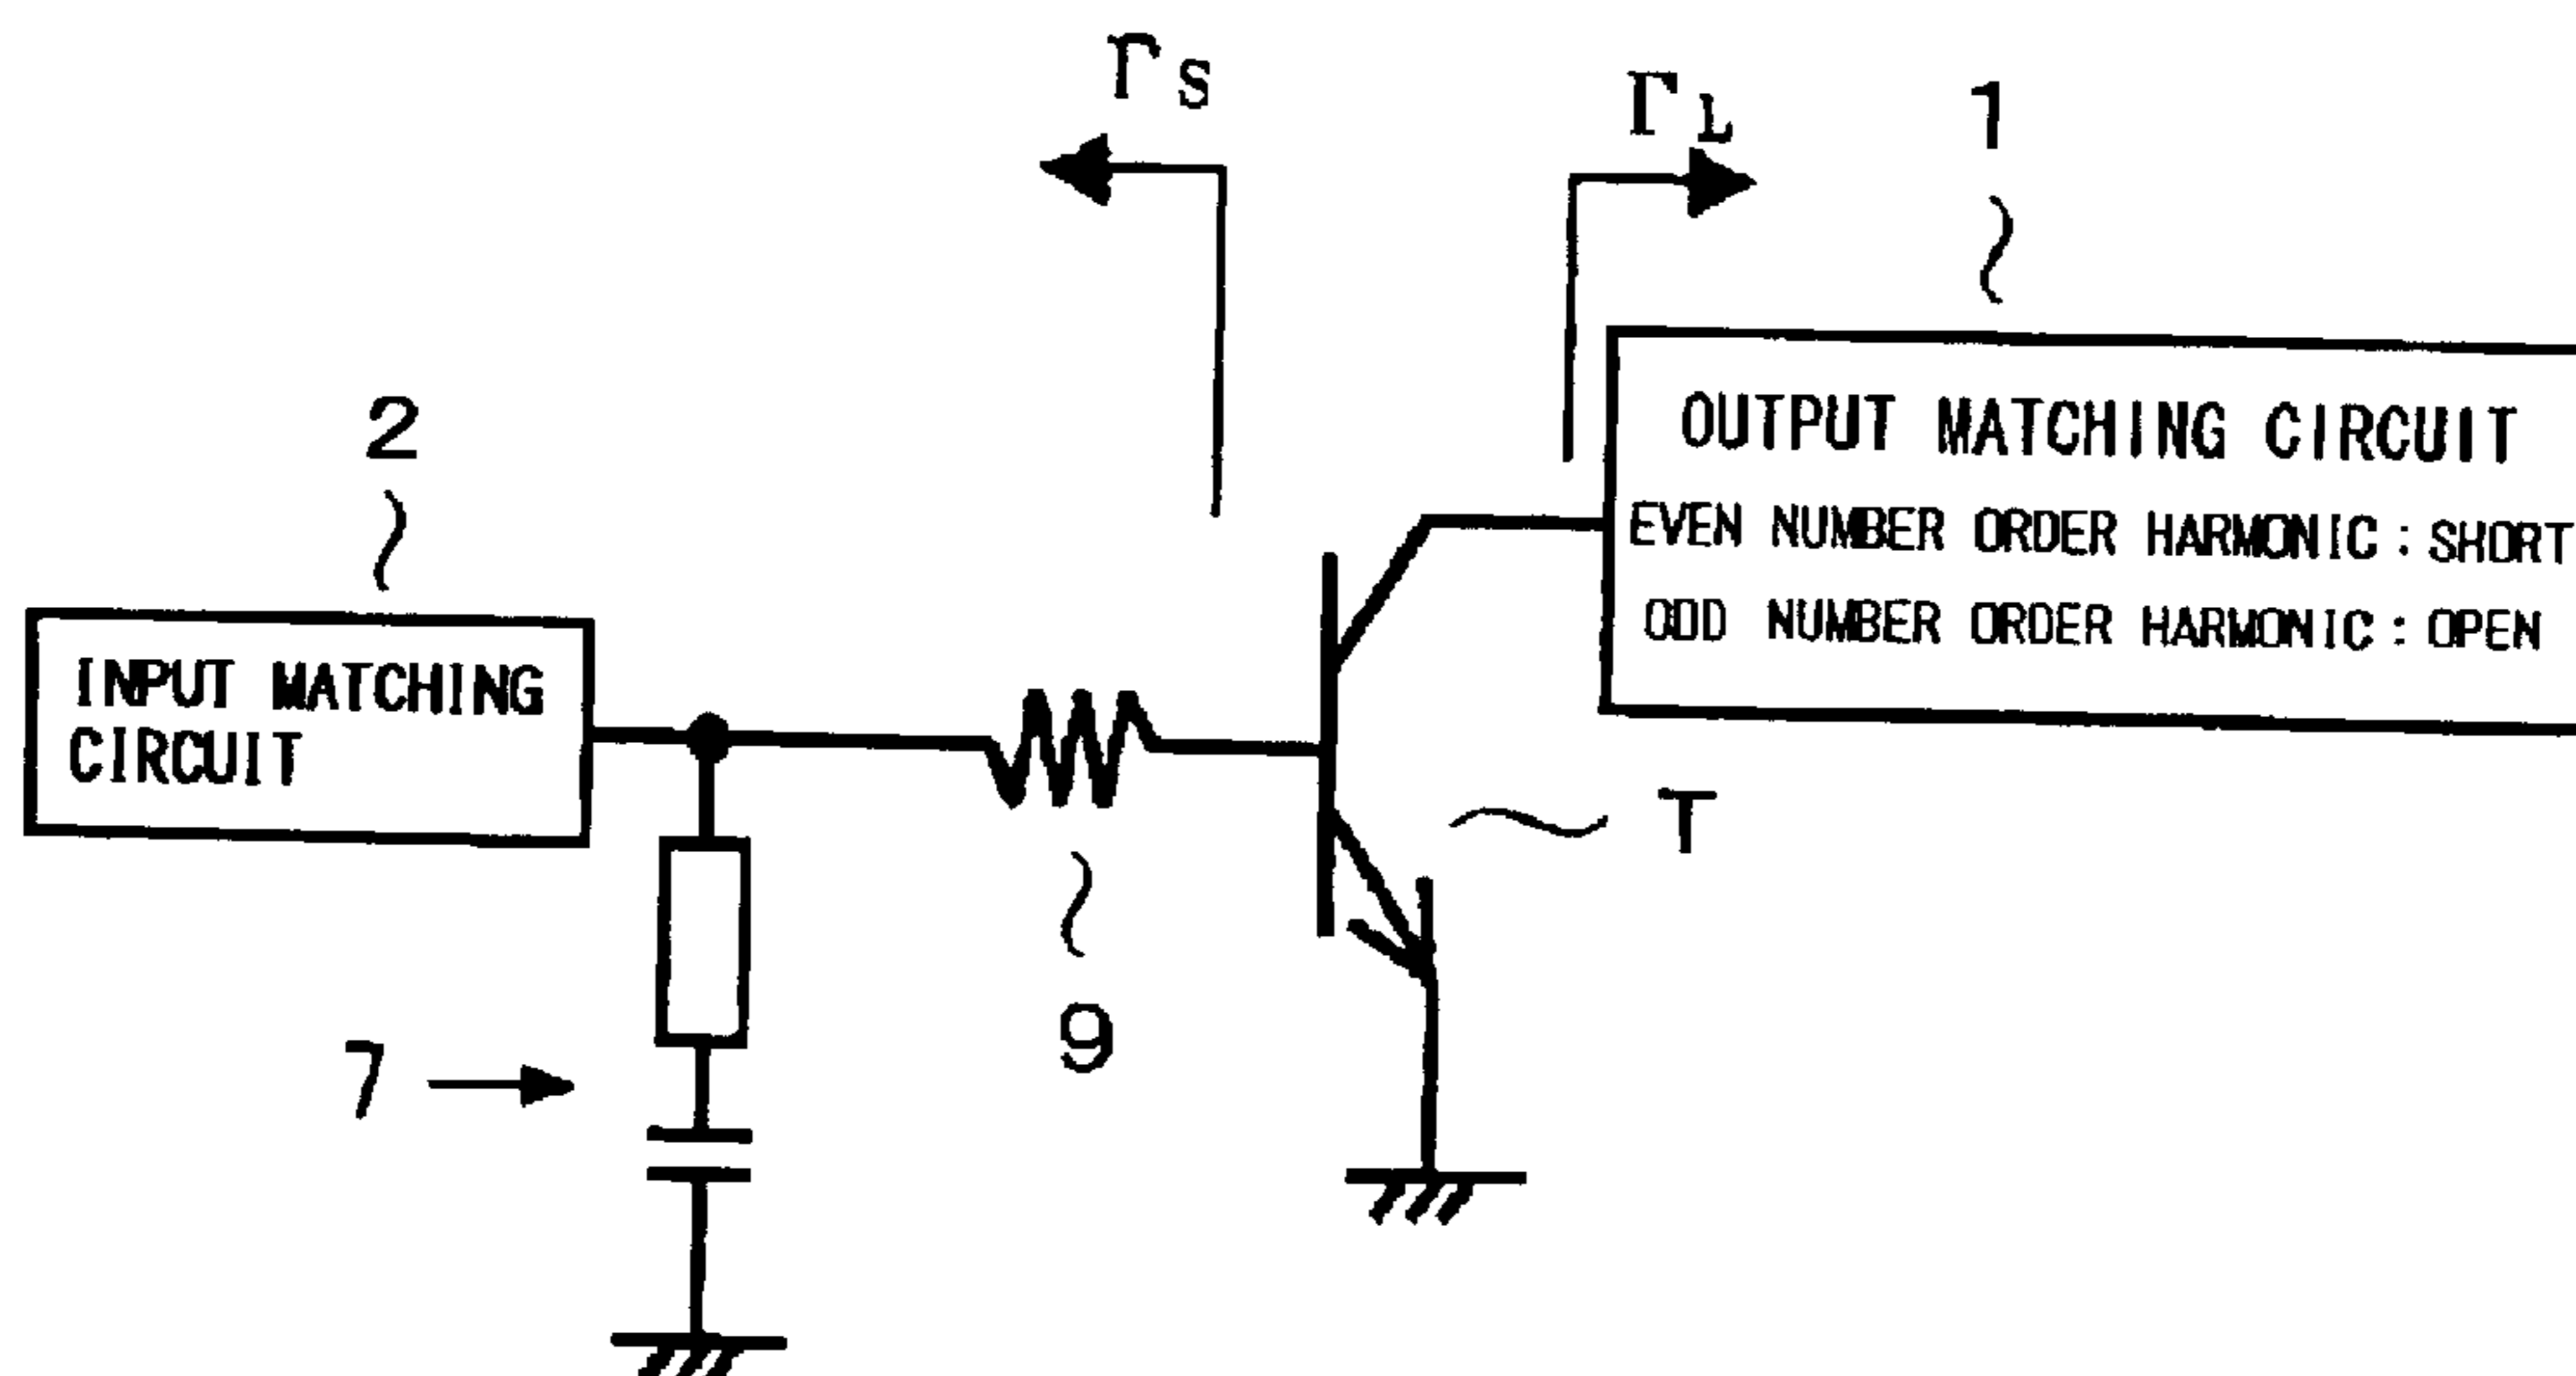 ΓS
ΓL
1
2
OUTPUT MATCHING CIRCUIT
EVEN NUMBER ORDER HARMONIC : SHORT
ODD NUMBER ORDER HARMONIC : OPEN
INPUT MATCHING
CIRCUIT
T
9
7